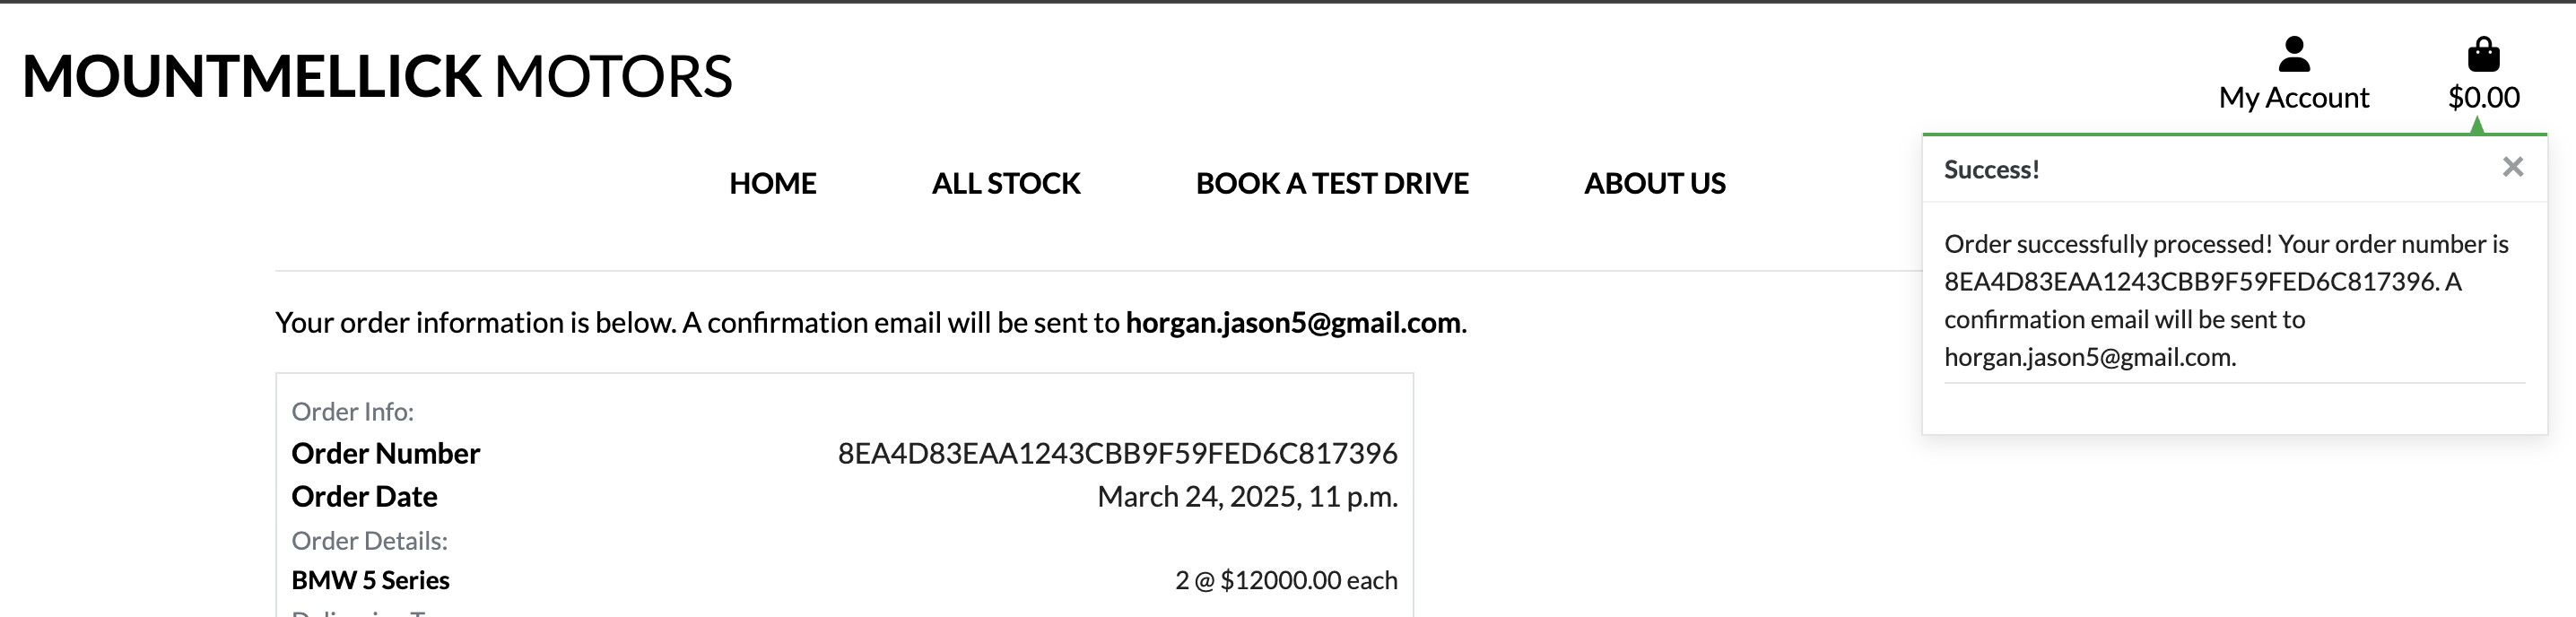 MOUNTMELLICK MOTORS
My Account
$0.00
HOME
ALL STOCK
BOOK A TEST DRIVE
ABOUT US
Success!
Order successfully processed! Your order number is
8EA4D83EAA1243CBB9F59FED6C817396. A
confirmation email will be sent to
horgan.jason5@gmail.com.
Your order information is below. A confirmation email will be sent to horgan.jason5@gmail.com.
Order Info:
Order Number 8EA4D83EAA1243CBB9F59FED6C817396
Order Date March 24, 2025, 11 p.m.
Order Details:
BMW 5 Series 2 @ $12000.00 each